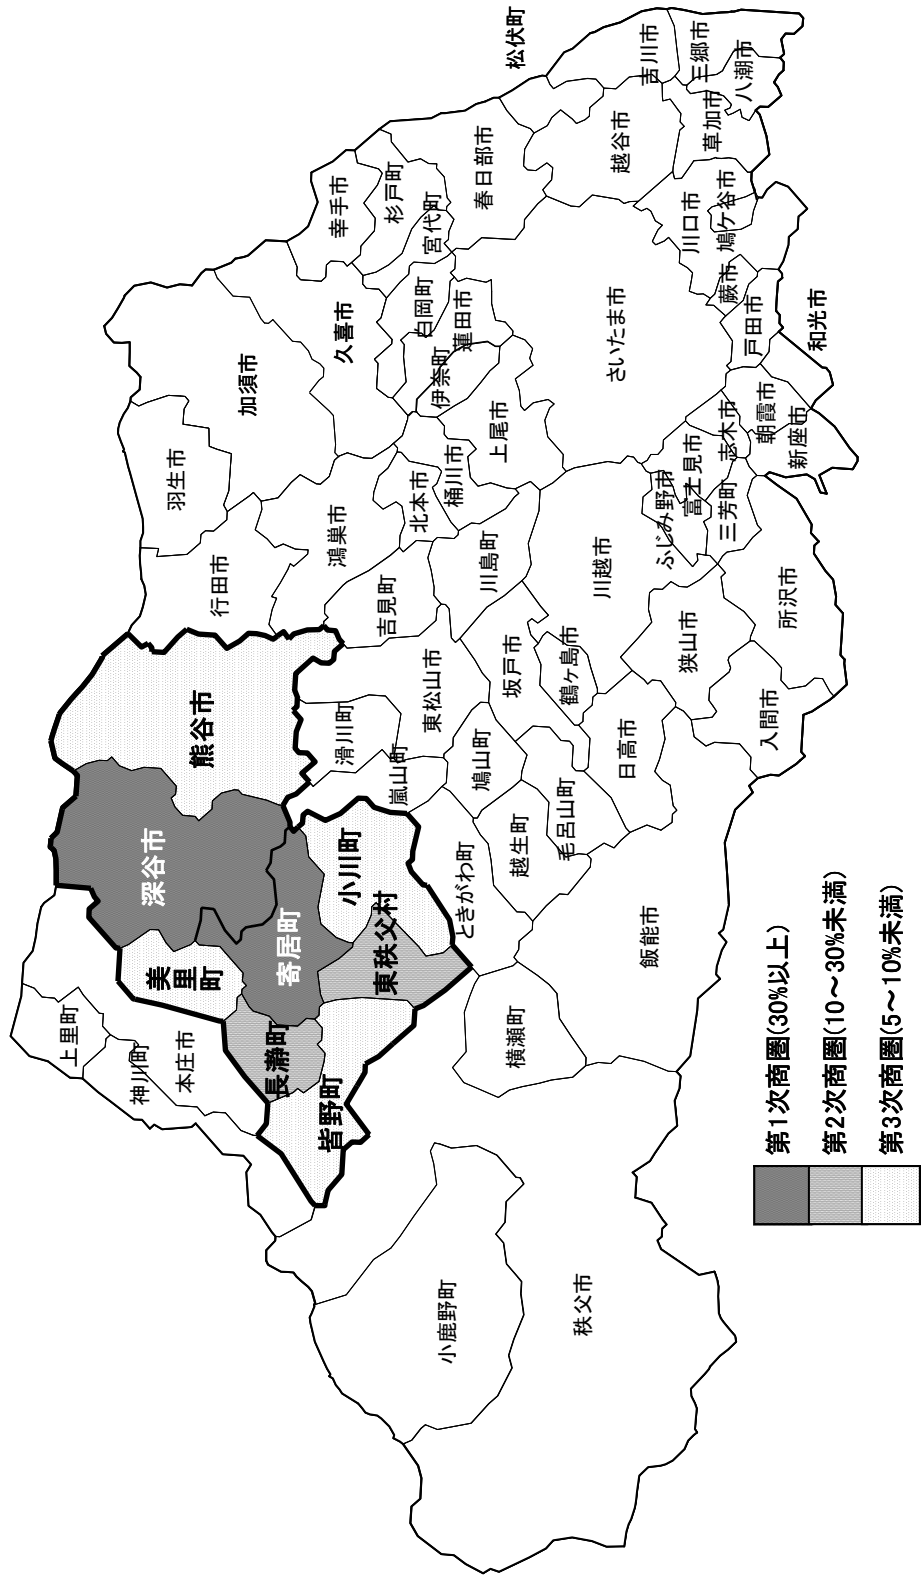 上里町
神川町
本庄市
美里町
深谷市
熊谷市
行田市
羽生市
加須市
寄居町
長瀞町
皆野町
東秩父村
小川町
滑川町
嵐山町
ときがわ町
東松山市
吉見町
鴻巣市
北本市
桶川市
川島町
久喜市
幸手市
杉戸町
宮代町
白岡町
蓮田市
伊奈町
上尾市
春日部市
松伏町
吉川市
三郷市
八潮市
草加市
越谷市
さいたま市
川口市
鳩ケ谷市
蕨市
戸田市
和光市
朝霞市
新座市
志木市
富士見市
ふじみ野市
三芳町
川越市
坂戸市
鶴ヶ島市
鳩山町
越生町
毛呂山町
日高市
狭山市
所沢市
入間市
飯能市
横瀬町
小鹿野町
秩父市
第1次商圏(30%以上)
第2次商圏(10～30%未満)
第3次商圏(5～10%未満)